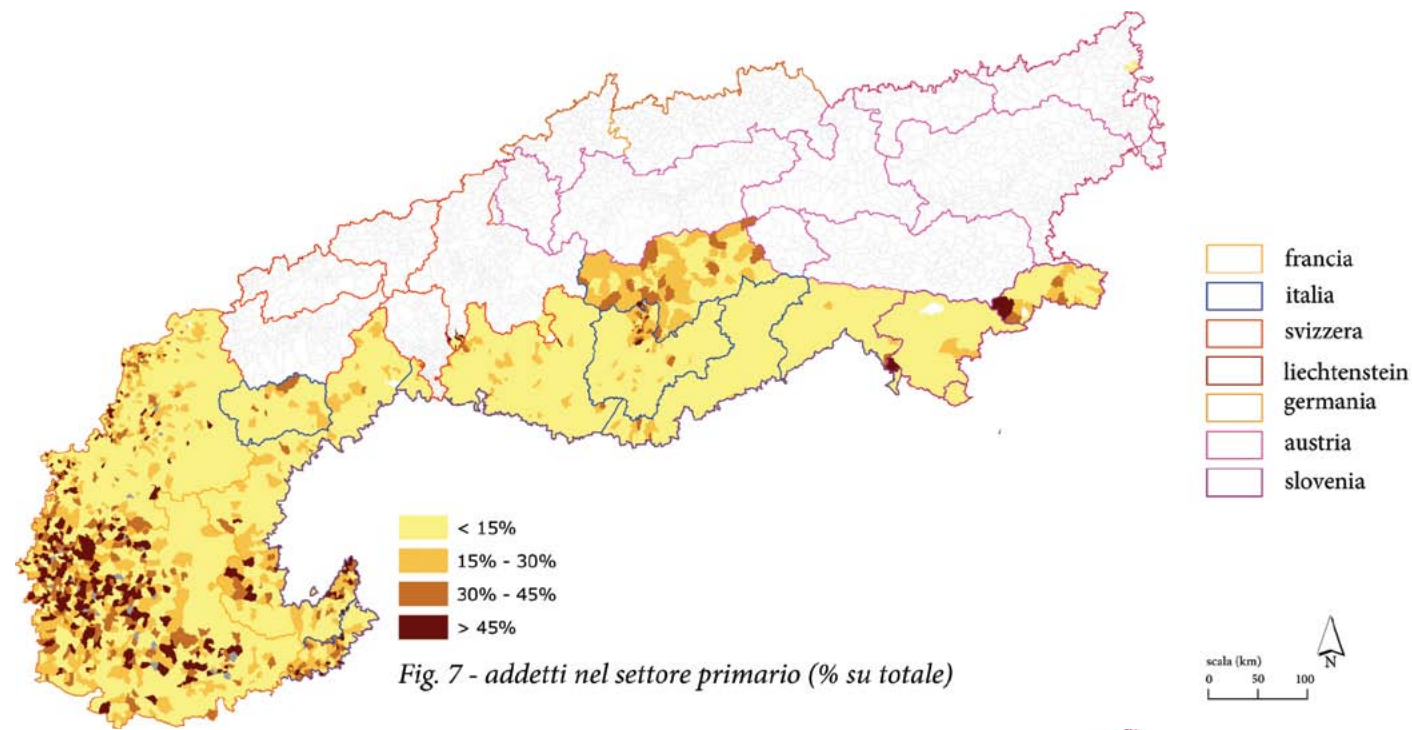 francia
italia
svizzera
liechtenstein
germania
austria
slovenia
< 15%
15% - 30%
30% - 45%
> 45%
Fig. 7 - addetti nel settore primario (% su totale)
N
scala (km)
0 50 100